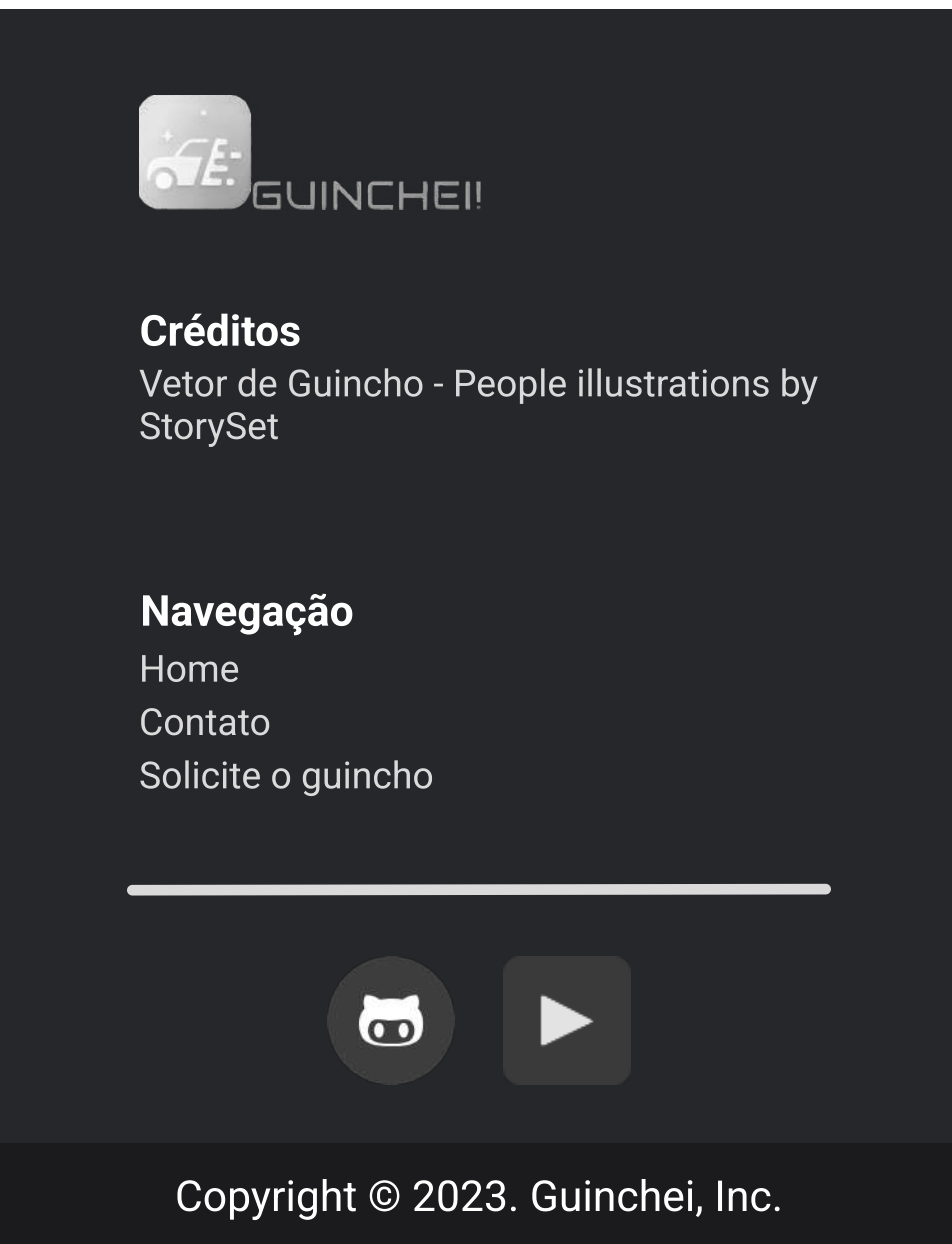 GUINCHEI!
Créditos
Vetor de Guincho - People illustrations by
StorySet
Navegação
Home
Contato
Solicite o guincho
Copyright © 2023. Guinchei, Inc.